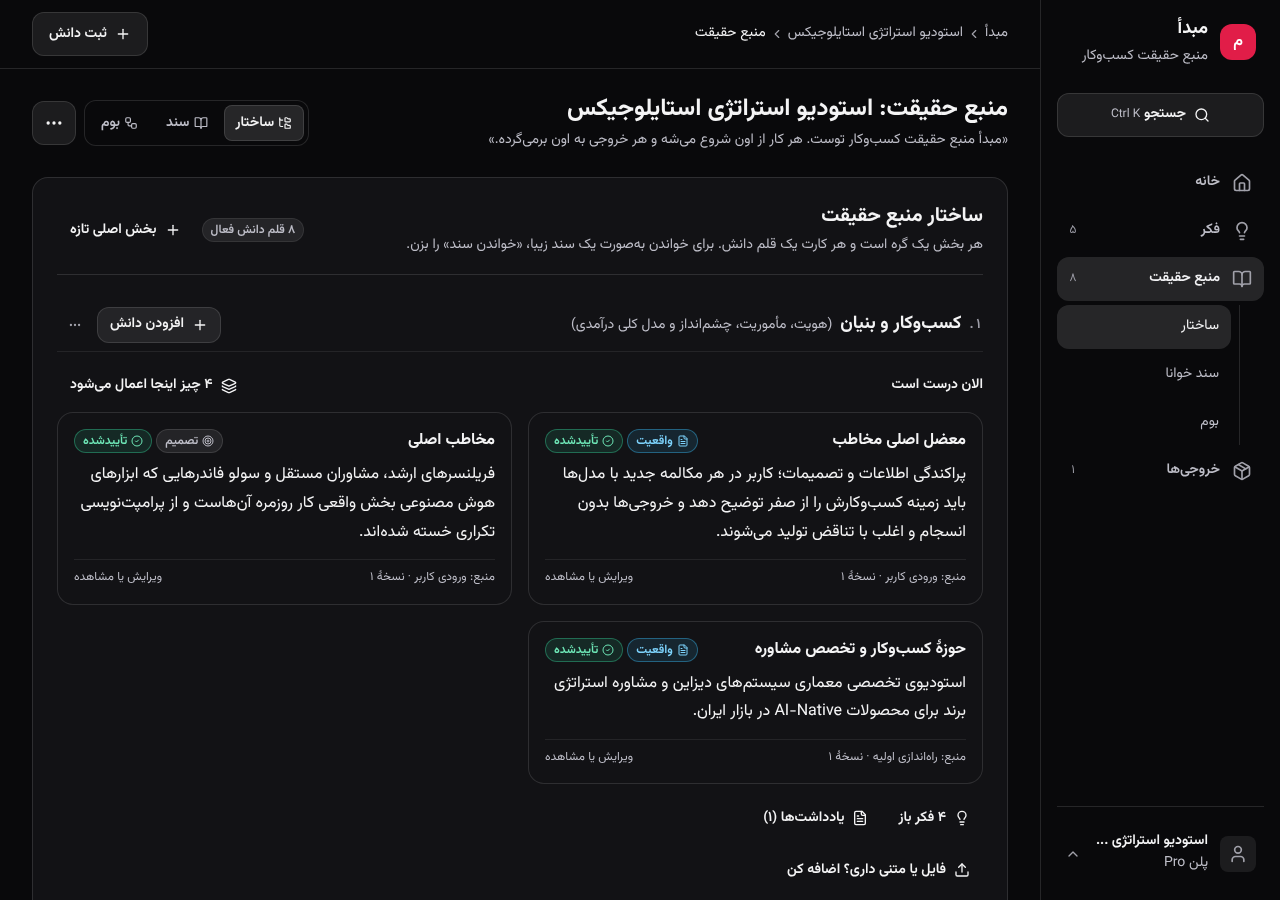 مبدأ
م
منبع حقیقت کسب‌وکار
جستجو Ctrl K
خانه
فکر ۵
منبع حقیقت ۸
ساختار
سند خوانا
بوم
خروجی‌ها ۱
استودیو استراتژی ...
پلن Pro
مبدأ › استودیو استراتژی استایلوجیکس › منبع حقیقت
ثبت دانش
منبع حقیقت: استودیو استراتژی استایلوجیکس
«مبدأ منبع حقیقت کسب‌وکار توست. هر کار از اون شروع می‌شه و هر خروجی به اون برمی‌گرده.»
ساختار
سند
بوم
ساختار منبع حقیقت
هر بخش یک گره است و هر کارت یک قلم دانش. برای خواندن به‌صورت یک سند زیبا، «خواندن سند» را بزن.
۸ قلم دانش فعال
بخش اصلی تازه
۱. کسب‌وکار و بنیان (هویت، مأموریت، چشم‌انداز و مدل کلی درآمدی)
افزودن دانش
الان درست است
۴ چیز اینجا اعمال می‌شود
معضل اصلی مخاطب
واقعیت
تأییدشده
پراکندگی اطلاعات و تصمیمات؛ کاربر در هر مکالمه جدید با مدل‌ها
باید زمینه کسب‌وکارش را از صفر توضیح دهد و خروجی‌ها بدون
انسجام و اغلب با تناقض تولید می‌شوند.
منبع: ورودی کاربر · نسخهٔ ۱
ویرایش یا مشاهده
مخاطب اصلی
تصمیم
تأییدشده
فریلنسرهای ارشد، مشاوران مستقل و سولو فاندرهایی که ابزارهای
هوش مصنوعی بخش واقعی کار روزمره آن‌هاست و از پرامپت‌نویسی
تکراری خسته شده‌اند.
منبع: ورودی کاربر · نسخهٔ ۱
ویرایش یا مشاهده
حوزهٔ کسب‌وکار و تخصص مشاوره
واقعیت
تأییدشده
استودیوی تخصصی معماری سیستم‌های دیزاین و مشاوره استراتژی
برند برای محصولات AI-Native در بازار ایران.
منبع: راه‌اندازی اولیه · نسخهٔ ۱
ویرایش یا مشاهده
۴ فکر باز
یادداشت‌ها (۱)
فایل یا متنی داری؟ اضافه کن